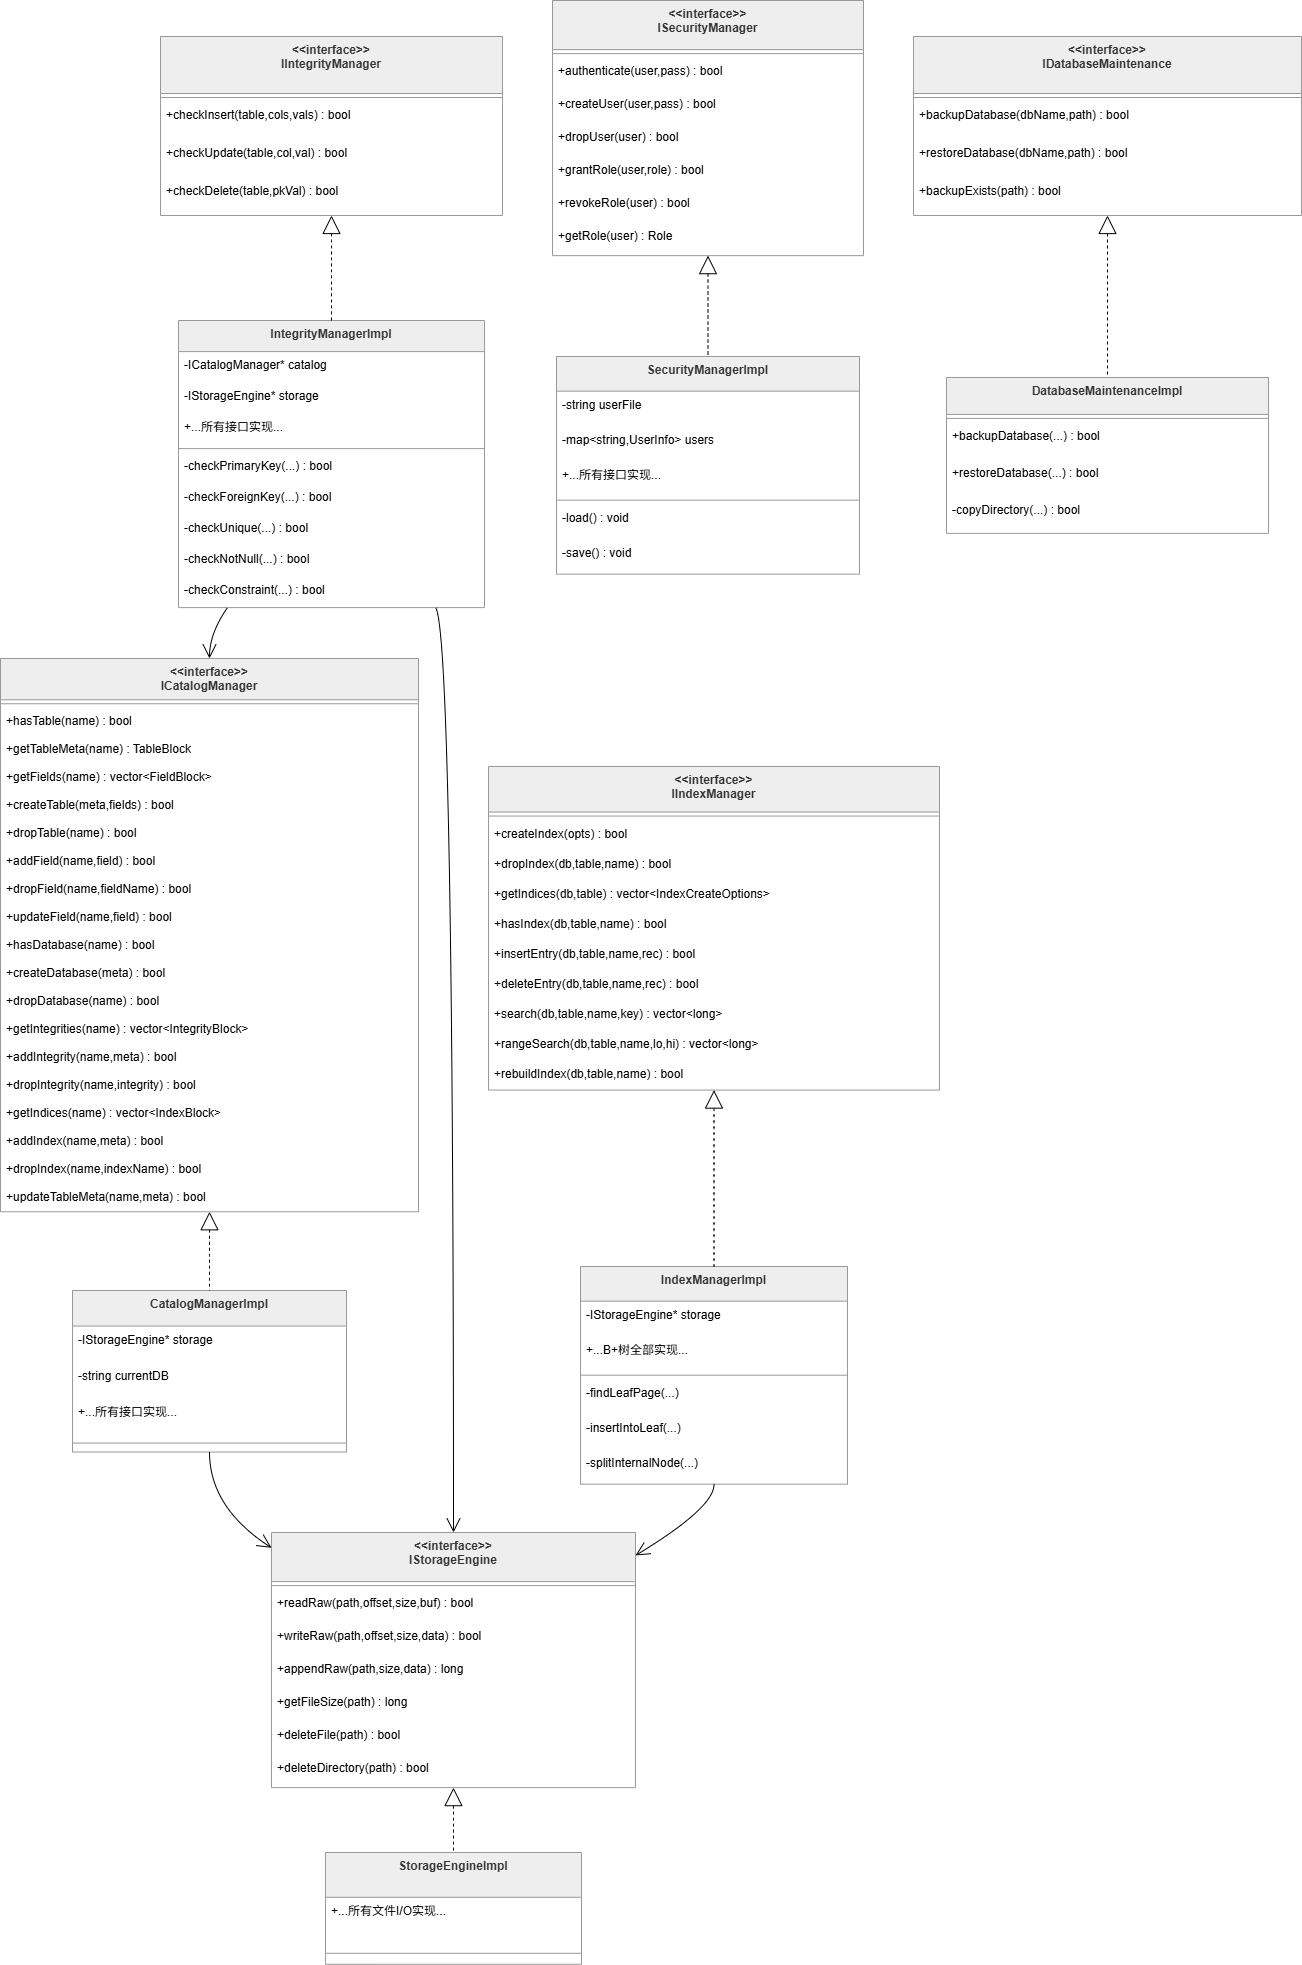 <<interface>>
IIntegrityManager
+checkInsert(table,cols,vals) : bool
+checkUpdate(table,col,val) : bool
+checkDelete(table,pkVal) : bool
<<interface>>
ISecurityManager
+authenticate(user,pass) : bool
+createUser(user,pass) : bool
+dropUser(user) : bool
+grantRole(user,role) : bool
+revokeRole(user) : bool
+getRole(user) : Role
<<interface>>
IDatabaseMaintenance
+backupDatabase(dbName,path) : bool
+restoreDatabase(dbName,path) : bool
+backupExists(path) : bool
IntegrityManagerImpl
-ICatalogManager* catalog
-IStorageEngine* storage
+...所有接口实现...
-checkPrimaryKey(...) : bool
-checkForeignKey(...) : bool
-checkUnique(...) : bool
-checkNotNull(...) : bool
-checkConstraint(...) : bool
SecurityManagerImpl
-string userFile
-map<string,UserInfo> users
+...所有接口实现...
-load() : void
-save() : void
DatabaseMaintenanceImpl
+backupDatabase(...) : bool
+restoreDatabase(...) : bool
-copyDirectory(...) : bool
<<interface>>
ICatalogManager
+hasTable(name) : bool
+getTableMeta(name) : TableBlock
+getFields(name) : vector<FieldBlock>
+createTable(meta,fields) : bool
+dropTable(name) : bool
+addField(name,field) : bool
+dropField(name,fieldName) : bool
+updateField(name,field) : bool
+hasDatabase(name) : bool
+createDatabase(meta) : bool
+dropDatabase(name) : bool
+getIntegrities(name) : vector<IntegrityBlock>
+addIntegrity(name,meta) : bool
+dropIntegrity(name,integrity) : bool
+getIndices(name) : vector<IndexBlock>
+addIndex(name,meta) : bool
+dropIndex(name,indexName) : bool
+updateTableMeta(name,meta) : bool
<<interface>>
IIndexManager
+createIndex(opts) : bool
+dropIndex(db,table,name) : bool
+getIndices(db,table) : vector<IndexCreateOptions>
+hasIndex(db,table,name) : bool
+insertEntry(db,table,name,rec) : bool
+deleteEntry(db,table,name,rec) : bool
+search(db,table,name,key) : vector<long>
+rangeSearch(db,table,name,lo,hi) : vector<long>
+rebuildIndex(db,table,name) : bool
CatalogManagerImpl
-IStorageEngine* storage
-string currentDB
+...所有接口实现...
IndexManagerImpl
-IStorageEngine* storage
+...B+树全部实现...
-findLeafPage(...)
-insertIntoLeaf(...)
-splitInternalNode(...)
<<interface>>
IStorageEngine
+readRaw(path,offset,size,buf) : bool
+writeRaw(path,offset,size,data) : bool
+appendRaw(path,size,data) : long
+getFileSize(path) : long
+deleteFile(path) : bool
+deleteDirectory(path) : bool
StorageEngineImpl
+...所有文件I/O实现...